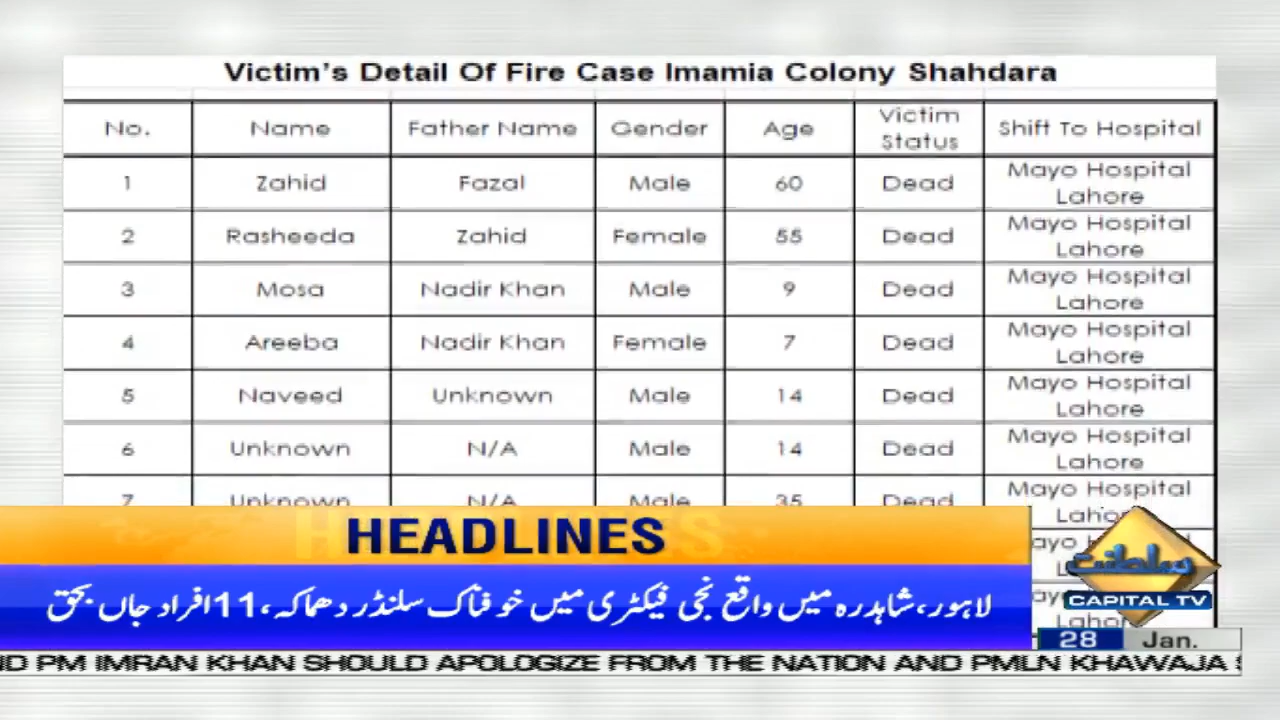 Victim's Detail Of Fire Case Imamia Colony Shahdara
No. Name Father Name Gender Age Victim Status Shift To Hospital
1 Zahid Fazal Male 60 Dead Mayo Hospital Lahore
2 Rasheeda Zahid Female 55 Dead Mayo Hospital Lahore
3 Mosa Nadir Khan Male 9 Dead Mayo Hospital Lahore
4 Areeba Nadir Khan Female 7 Dead Mayo Hospital Lahore
5 Naveed Unknown Male 14 Dead Mayo Hospital Lahore
6 Unknown N/A Male 14 Dead Mayo Hospital Lahore
7 Unknown N/A Male 35 Dead Mayo Hospital Lahore
HEADLINES
لاہور، شاہدرہ میں واقع نجی فیکٹری میں خوفناک سلنڈر دھماکہ، 11 افراد جاں بحق
سلطنت
CAPITAL TV
28 Jan.
PM IMRAN KHAN SHOULD APOLOGIZE FROM THE NATION AND PMLN KHAWAJA